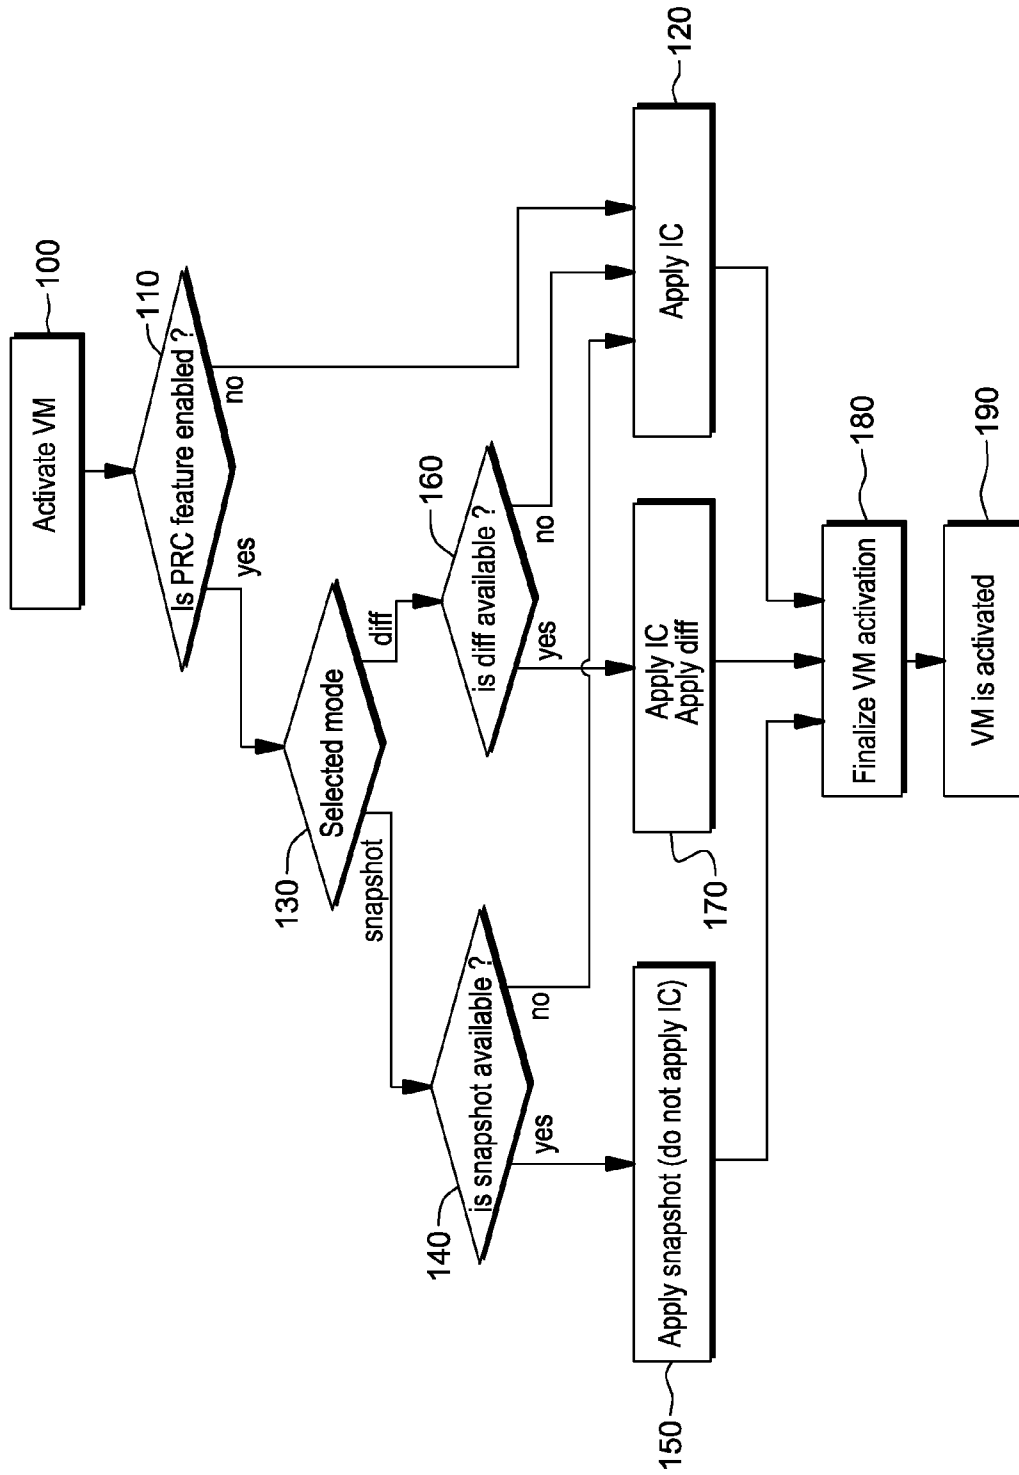 Activate VM
100
Is PRC feature enabled ?
110
yes
no
Selected mode
130
snapshot
diff
is snapshot available ?
140
yes
no
is diff available ?
160
yes
no
Apply snapshot (do not apply IC)
150
Apply IC
Apply diff
170
Apply IC
120
Finalize VM activation
180
VM is activated
190